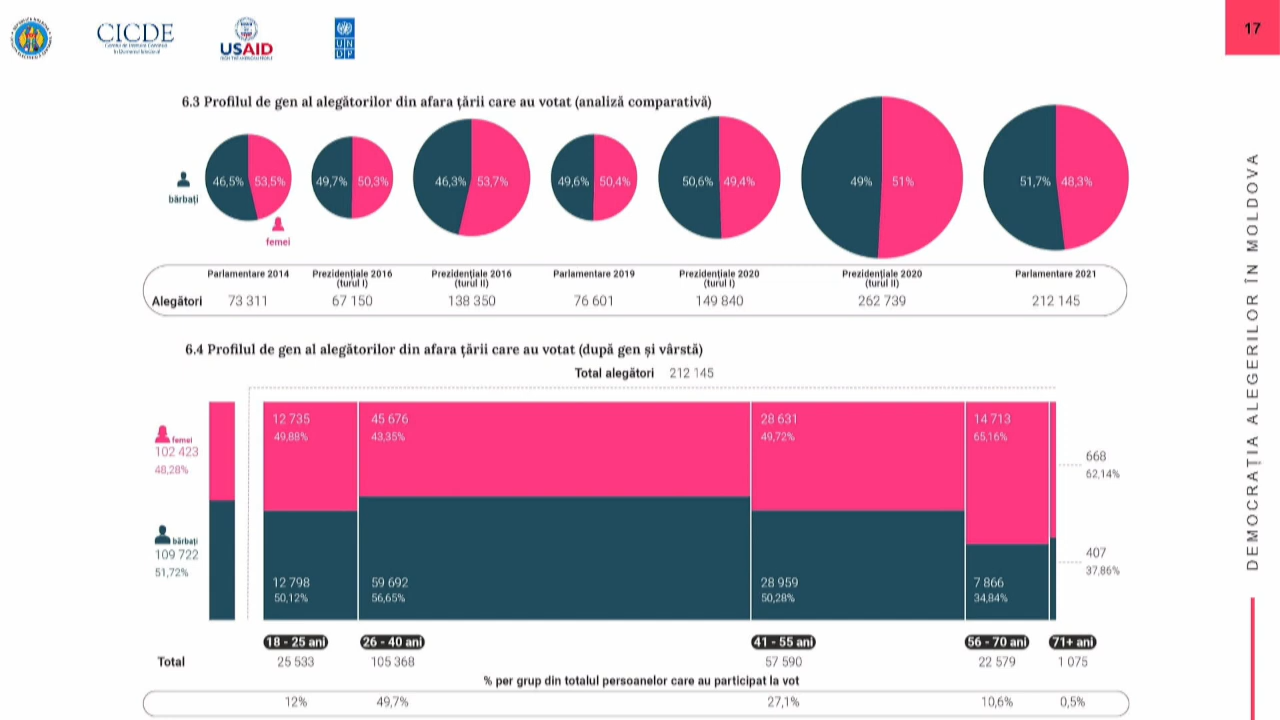 CICDE
USAID
U N
D P
17
6.3 Profilul de gen al alegătorilor din afara țării care au votat (analiză comparativă)
bărbați
femei
46,5% 53,5%
49,7% 50,3%
46,3% 53,7%
49,6% 50,4%
50,6% 49,4%
49% 51%
51,7% 48,3%
Parlamentare 2014
Prezidențiale 2016 (turul I)
Prezidențiale 2016 (turul II)
Parlamentare 2019
Prezidențiale 2020 (turul I)
Prezidențiale 2020 (turul II)
Parlamentare 2021
Alegători 73 311 67 150 138 350 76 601 149 840 262 739 212 145
6.4 Profilul de gen al alegătorilor din afara țării care au votat (după gen și vârstă)
Total alegători 212 145
femei
102 423
48,28%
bărbați
109 722
51,72%
12 735 45 676 28 631 14 713
49,88% 43,35% 49,72% 65,16%
668
62,14%
12 798 59 692 28 959 7 866
50,12% 56,65% 50,28% 34,84%
407
37,86%
18 - 25 ani 26 - 40 ani 41 - 55 ani 56 - 70 ani 71+ ani
Total 25 533 105 368 57 590 22 579 1 075
% per grup din totalul persoanelor care au participat la vot
12% 49,7% 27,1% 10,6% 0,5%
DEMOCRAȚIA ALEGERILOR ÎN MOLDOVA